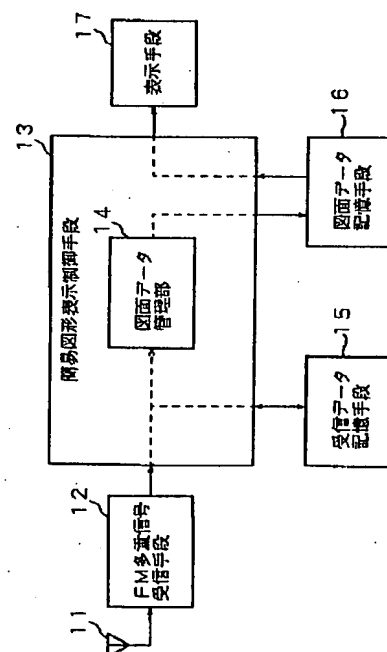 11
12
FM多重信号
受信手段
13
簡易図形表示制御手段
14
図面データ
管理部
15
受信データ
記憶手段
16
図面データ
記憶手段
17
表示手段